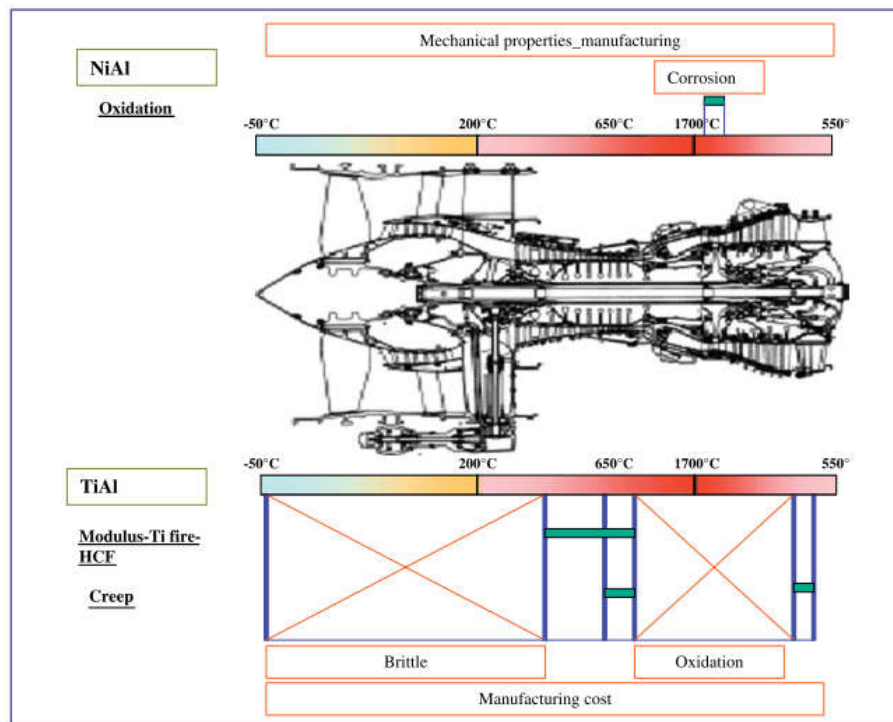 Mechanical properties_manufacturing
NiAl
Corrosion
Oxidation
-50°C 200°C 650°C 1700°C 550°
-50°C 200°C 650°C 1700°C 550°
TiAl
Modulus-Ti fire-
HCF
Creep
Brittle Oxidation
Manufacturing cost